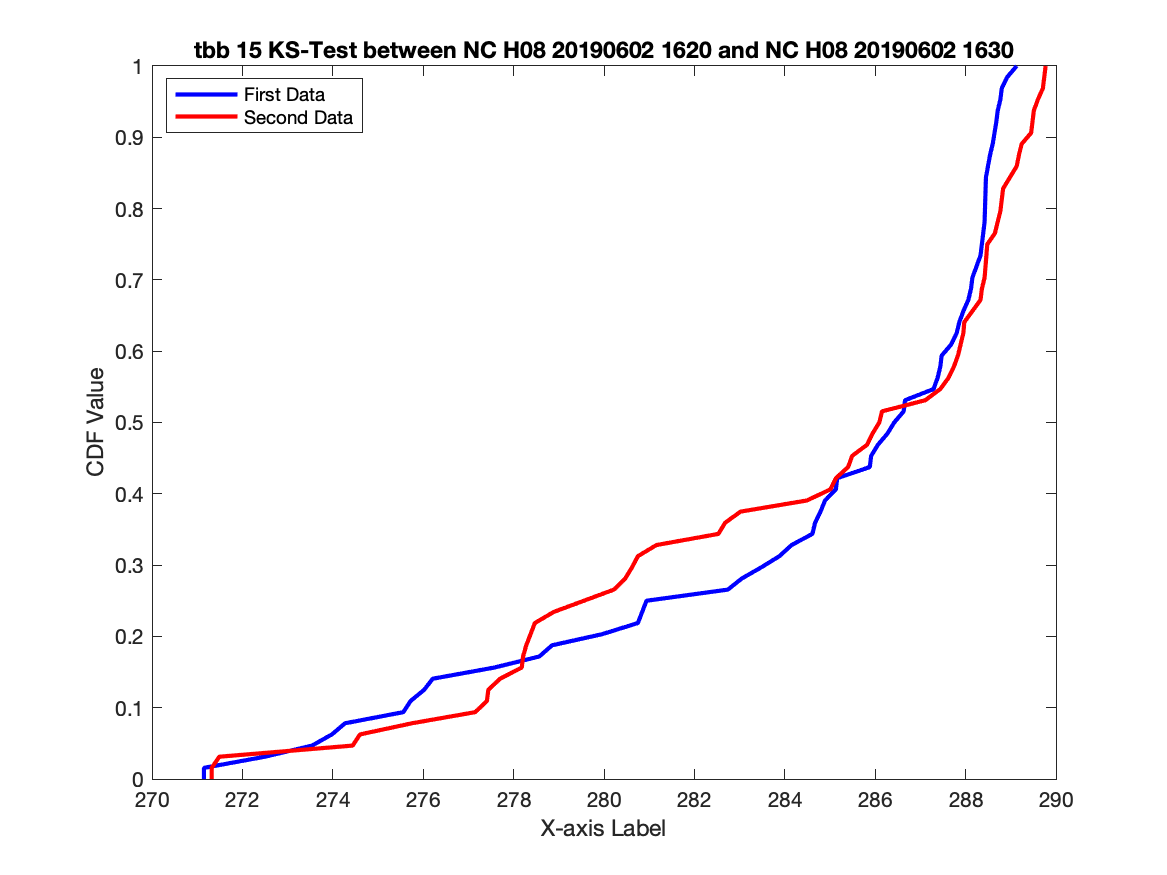 tbb 15 KS-Test between NC H08 20190602 1620 and NC H08 20190602 1630
First Data
Second Data
1
0.9
0.8
0.7
0.6
0.5
0.4
0.3
0.2
0.1
0
CDF Value
270 272 274 276 278 280 282 284 286 288 290
X-axis Label